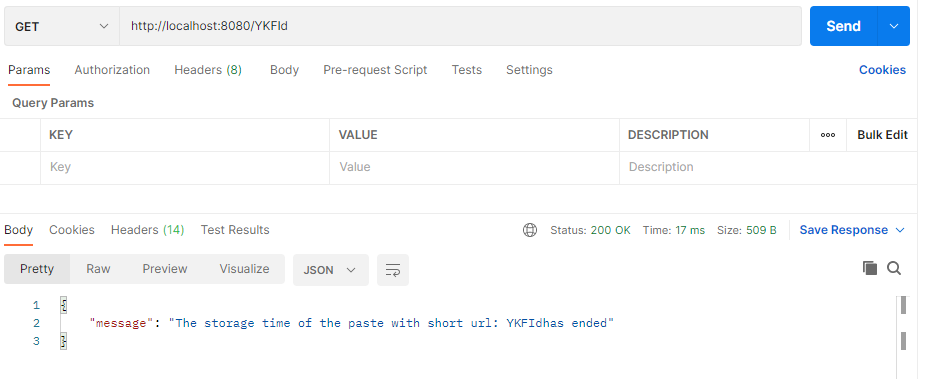 GET http://localhost:8080/YKFId Send
Params Authorization Headers (8) Body Pre-request Script Tests Settings Cookies
Query Params
KEY VALUE DESCRIPTION ooo Bulk Edit
Key Value Description
Body Cookies Headers (14) Test Results Status: 200 OK Time: 17 ms Size: 509 B Save Response
Pretty Raw Preview Visualize JSON
1 {
2 "message": "The storage time of the paste with short url: YKFIdhas ended"
3 }